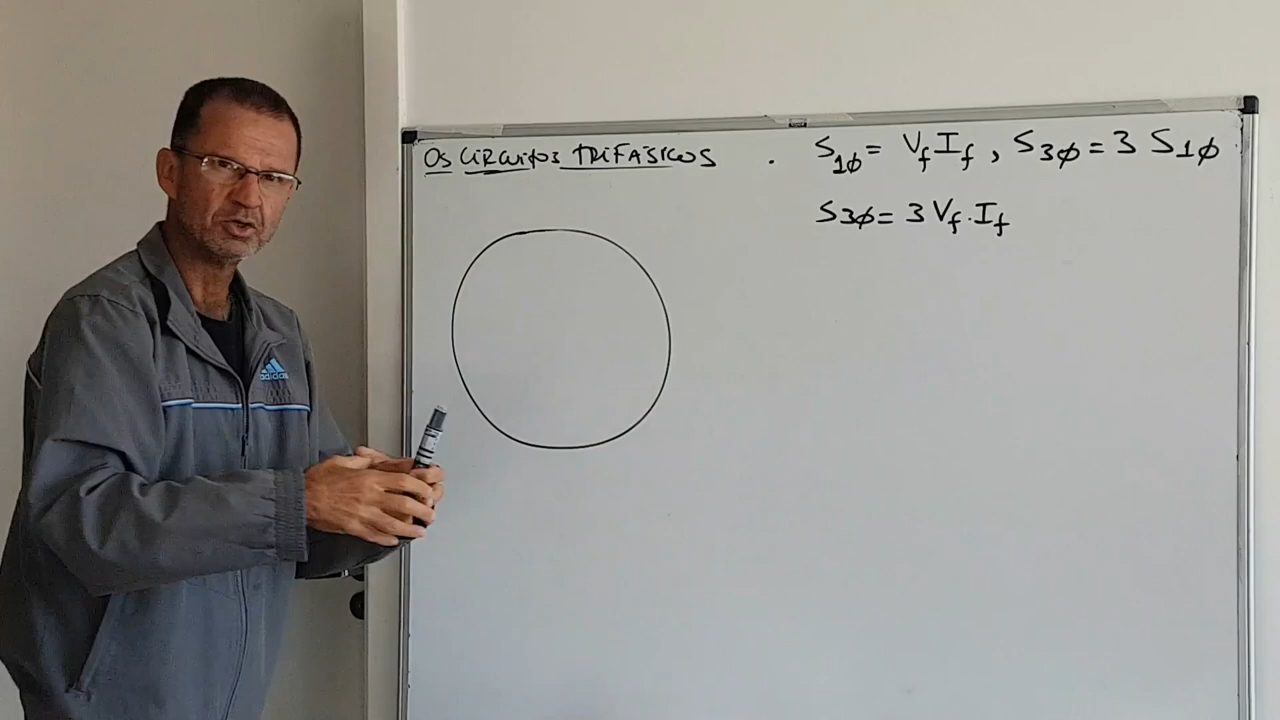 Os CIRCUITOS TRIFÁSICOS
. S1ϕ = Vf If , S3ϕ = 3 S1ϕ
S3ϕ = 3 Vf . If
adidas